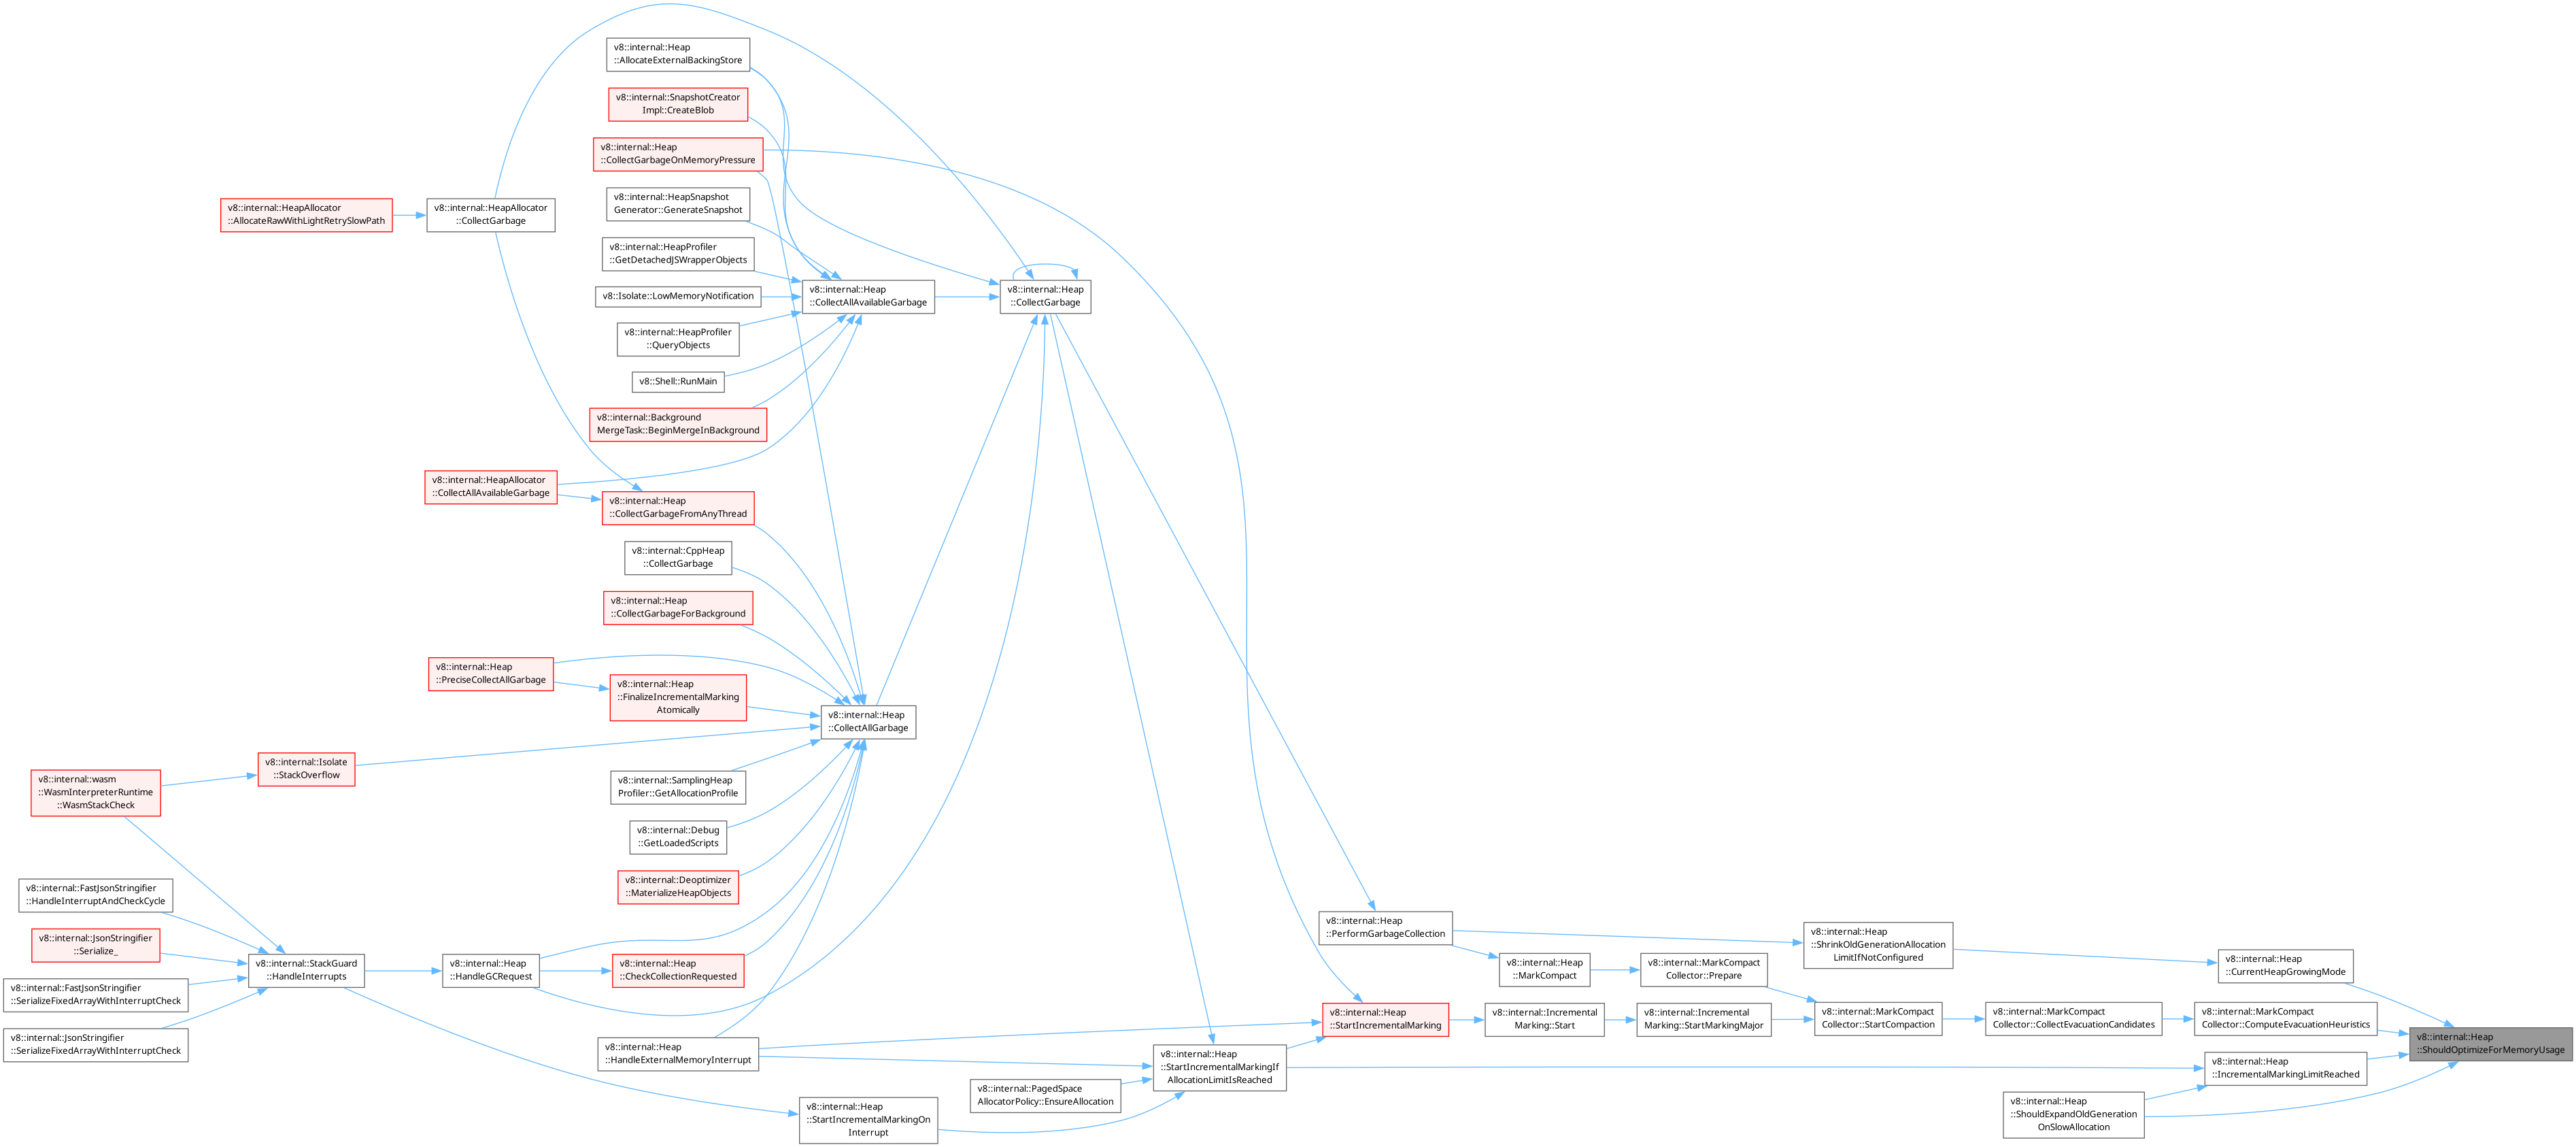 v8::internal::Heap
::AllocateExternalBackingStore
v8::internal::SnapshotCreator
Impl::CreateBlob
v8::internal::Heap
::CollectGarbageOnMemoryPressure
v8::internal::HeapSnapshot
Generator::GenerateSnapshot
v8::internal::HeapAllocator
::AllocateRawWithLightRetrySlowPath
v8::internal::HeapAllocator
::CollectGarbage
v8::internal::HeapProfiler
::GetDetachedJSWrapperObjects
v8::Isolate::LowMemoryNotification
v8::internal::Heap
::CollectAllAvailableGarbage
v8::internal::Heap
::CollectGarbage
v8::internal::HeapProfiler
::QueryObjects
v8::Shell::RunMain
v8::internal::Background
MergeTask::BeginMergeInBackground
v8::internal::HeapAllocator
::CollectAllAvailableGarbage
v8::internal::Heap
::CollectGarbageFromAnyThread
v8::internal::CppHeap
::CollectGarbage
v8::internal::Heap
::CollectGarbageForBackground
v8::internal::Heap
::PreciseCollectAllGarbage
v8::internal::Heap
::FinalizeIncrementalMarking
Atomically
v8::internal::Heap
::CollectAllGarbage
v8::internal::Isolate
::StackOverflow
v8::internal::wasm
::WasmInterpreterRuntime
::WasmStackCheck
v8::internal::SamplingHeap
Profiler::GetAllocationProfile
v8::internal::Debug
::GetLoadedScripts
v8::internal::Deoptimizer
::MaterializeHeapObjects
v8::internal::FastJsonStringifier
::HandleInterruptAndCheckCycle
v8::internal::JsonStringifier
::Serialize_
v8::internal::FastJsonStringifier
::SerializeFixedArrayWithInterruptCheck
v8::internal::JsonStringifier
::SerializeFixedArrayWithInterruptCheck
v8::internal::StackGuard
::HandleInterrupts
v8::internal::Heap
::HandleGCRequest
v8::internal::Heap
::CheckCollectionRequested
v8::internal::Heap
::HandleExternalMemoryInterrupt
v8::internal::Heap
::StartIncrementalMarkingOn
Interrupt
v8::internal::PagedSpace
AllocatorPolicy::EnsureAllocation
v8::internal::Heap
::StartIncrementalMarkingIf
AllocationLimitIsReached
v8::internal::Heap
::PerformGarbageCollection
v8::internal::Heap
::StartIncrementalMarking
v8::internal::Heap
::MarkCompact
v8::internal::Incremental
Marking::Start
v8::internal::MarkCompact
Collector::Prepare
v8::internal::Incremental
Marking::StartMarkingMajor
v8::internal::Heap
::ShrinkOldGenerationAllocation
LimitIfNotConfigured
v8::internal::MarkCompact
Collector::StartCompaction
v8::internal::MarkCompact
Collector::CollectEvacuationCandidates
v8::internal::Heap
::CurrentHeapGrowingMode
v8::internal::MarkCompact
Collector::ComputeEvacuationHeuristics
v8::internal::Heap
::IncrementalMarkingLimitReached
v8::internal::Heap
::ShouldExpandOldGeneration
OnSlowAllocation
v8::internal::Heap
::ShouldOptimizeForMemoryUsage